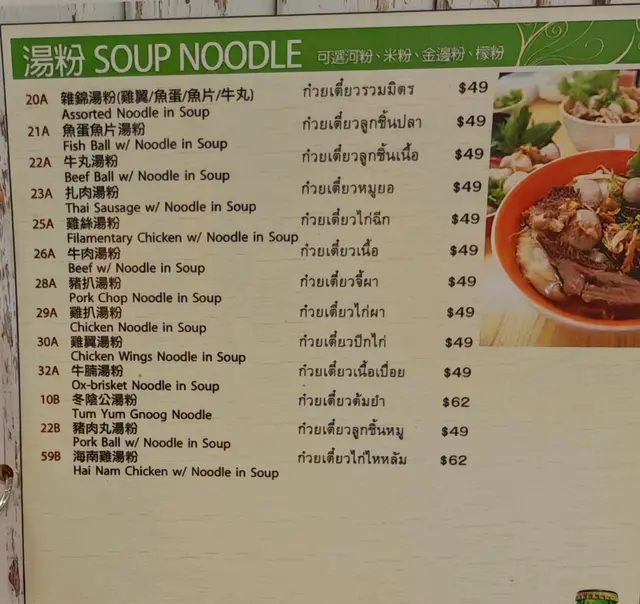 湯粉 SOUP NOODLE 可選河粉、米粉、金邊粉、檬粉
20A 雜錦湯粉(雞翼/魚蛋/魚片/牛丸) ก๋วยเตี๋ยวรวมมิตร $49
Assorted Noodle in Soup
21A 魚蛋魚片湯粉 ก๋วยเตี๋ยวลูกชิ้นปลา $49
Fish Ball w/ Noodle in Soup
22A 牛丸湯粉 ก๋วยเตี๋ยวลูกชิ้นเนื้อ $49
Beef Ball w/ Noodle in Soup
23A 扎肉湯粉 ก๋วยเตี๋ยวหมูยอ $49
Thai Sausage w/ Noodle in Soup
25A 雞絲湯粉 ก๋วยเตี๋ยวไก่ฉีก $49
Filamentary Chicken w/ Noodle in Soup
26A 牛肉湯粉 ก๋วยเตี๋ยวเนื้อ $49
Beef w/ Noodle in Soup
28A 豬扒湯粉 ก๋วยเตี๋ยวจี้ผา $49
Pork Chop Noodle in Soup
29A 雞扒湯粉 ก๋วยเตี๋ยวไก่ผา $49
Chicken Noodle in Soup
30A 雞翼湯粉 ก๋วยเตี๋ยวปีกไก่ $49
Chicken Wings Noodle in Soup
32A 牛腩湯粉 ก๋วยเตี๋ยวเนื้อเปื่อย $49
Ox-brisket Noodle in Soup
10B 冬陰公湯粉 ก๋วยเตี๋ยวต้มยำ $62
Tum Yum Gnoog Noodle
22B 豬肉丸湯粉 ก๋วยเตี๋ยวลูกชิ้นหมู $49
Pork Ball w/ Noodle in Soup
59B 海南雞湯粉 ก๋วยเตี๋ยวไก่ไหหลัม $62
Hai Nam Chicken w/ Noodle in Soup